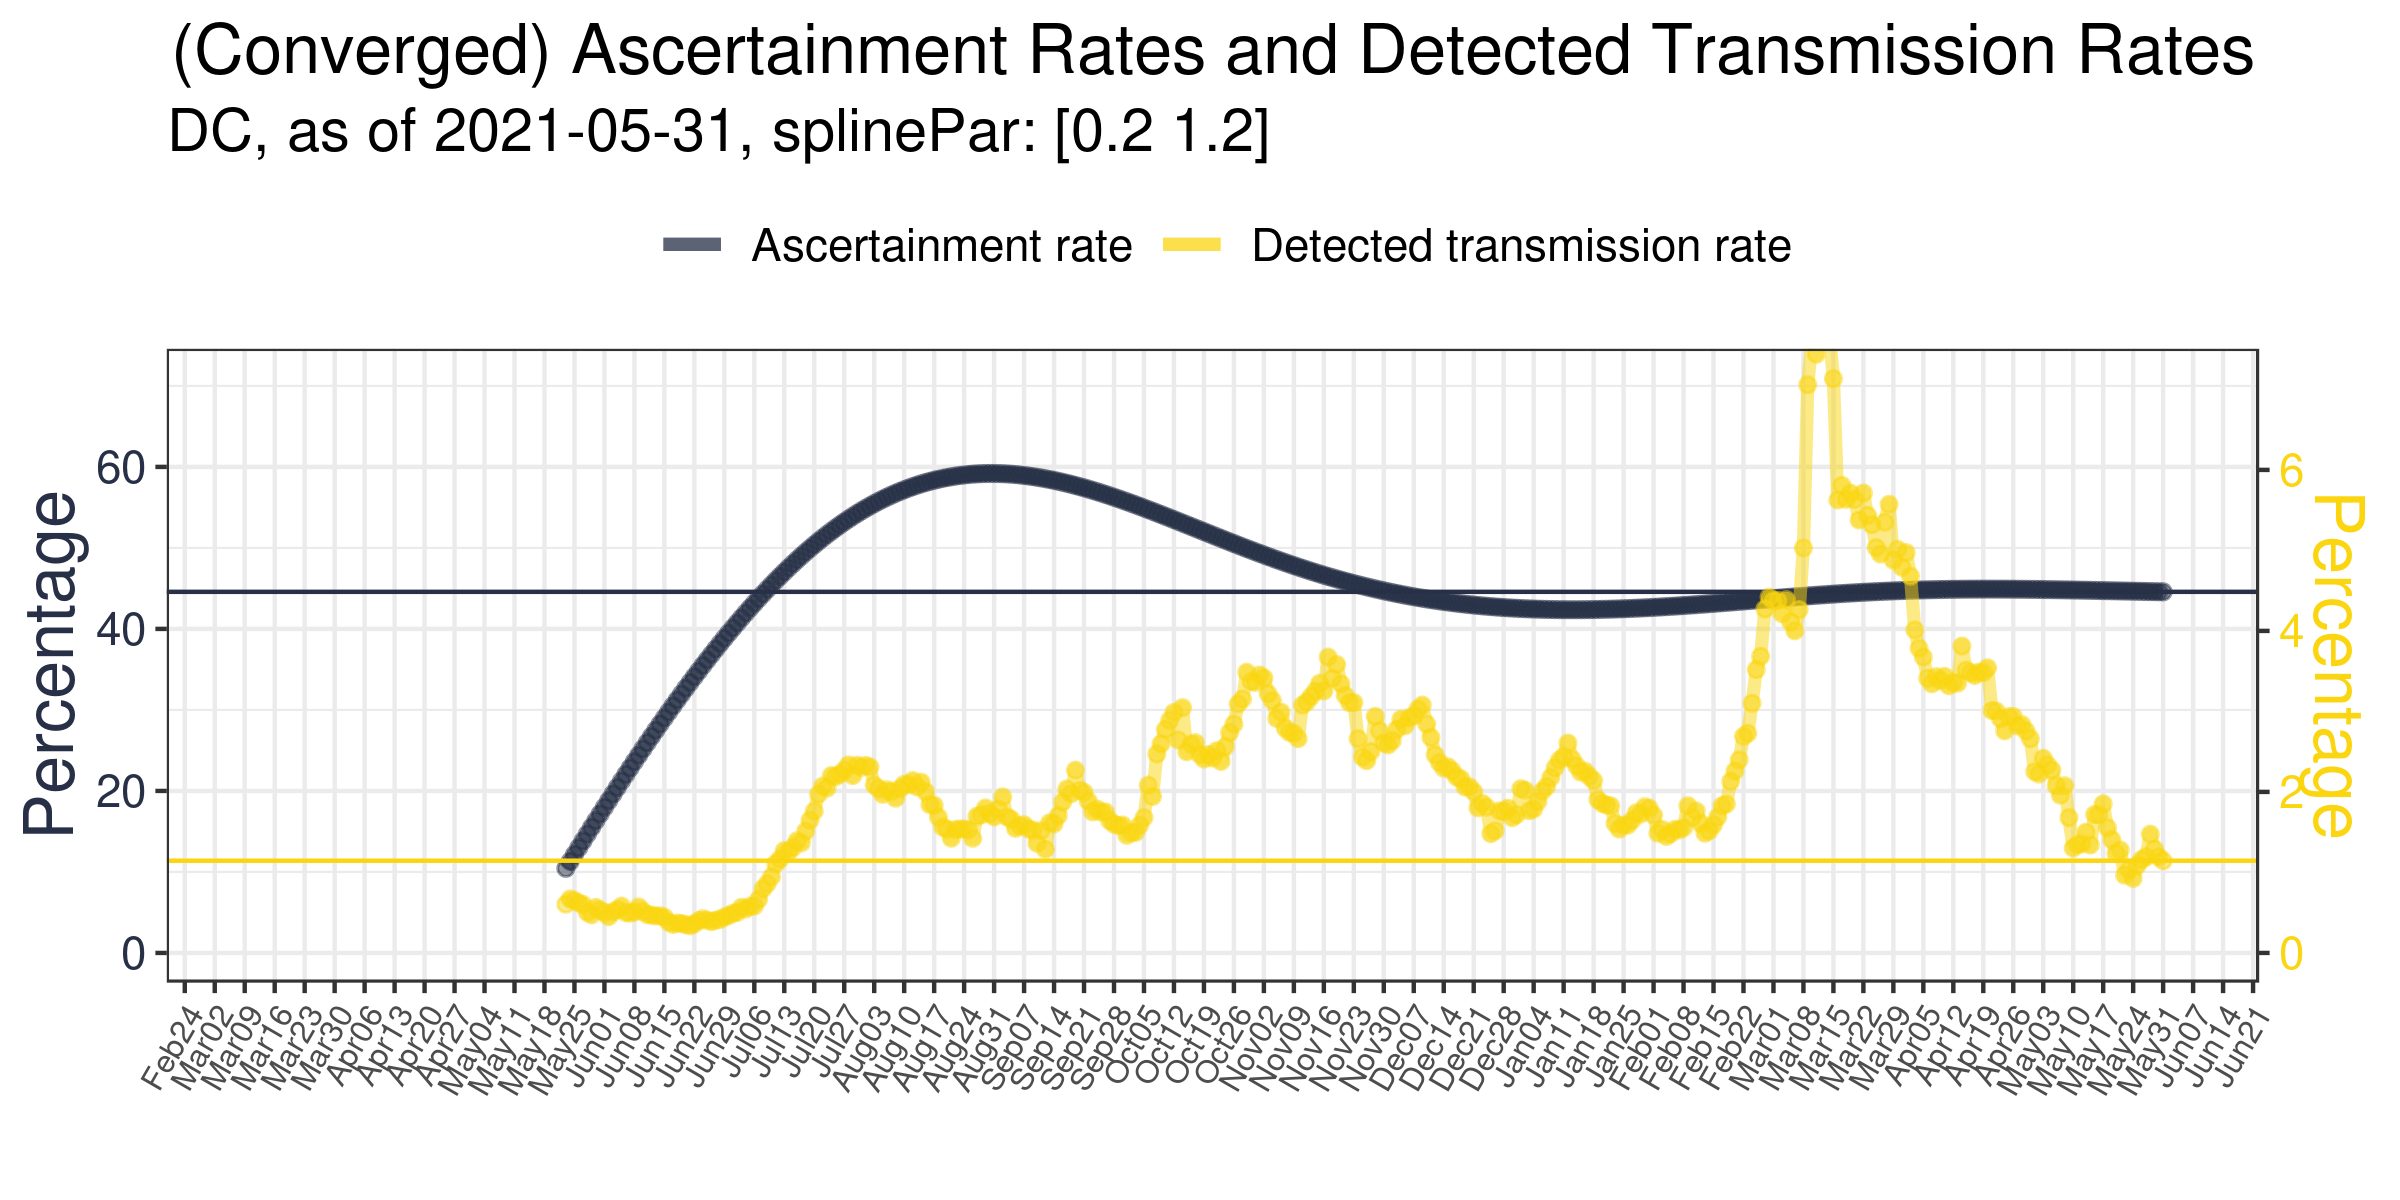 (Converged) Ascertainment Rates and Detected Transmission Rates
DC, as of 2021-05-31, splinePar: [0.2 1.2]
Ascertainment rate Detected transmission rate
Percentage
60
40
20
0
6
4
2
0
Percentage
Feb24
Mar02
Mar09
Mar16
Mar23
Mar30
Apr06
Apr13
Apr20
Apr27
May04
May11
May18
May25
Jun01
Jun08
Jun15
Jun22
Jun29
Jul06
Jul13
Jul20
Jul27
Aug03
Aug10
Aug17
Aug24
Aug31
Sep07
Sep14
Sep21
Sep28
Oct05
Oct12
Oct19
Oct26
Nov02
Nov09
Nov16
Nov23
Nov30
Dec07
Dec14
Dec21
Dec28
Jan04
Jan11
Jan18
Jan25
Feb01
Feb08
Feb15
Feb22
Mar01
Mar08
Mar15
Mar22
Mar29
Apr05
Apr12
Apr19
Apr26
May03
May10
May17
May24
May31
Jun07
Jun14
Jun21